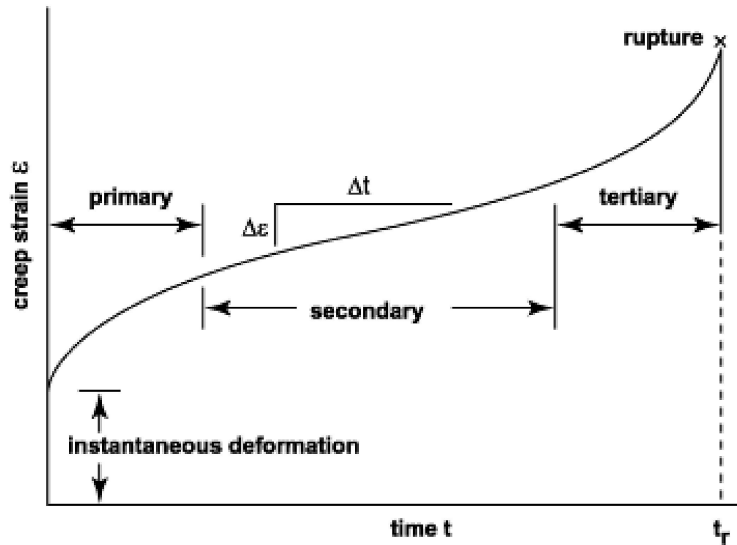 rupture
primary
Δt
tertiary
Δε
creep strain ε
secondary
instantaneous deformation
time t
tr